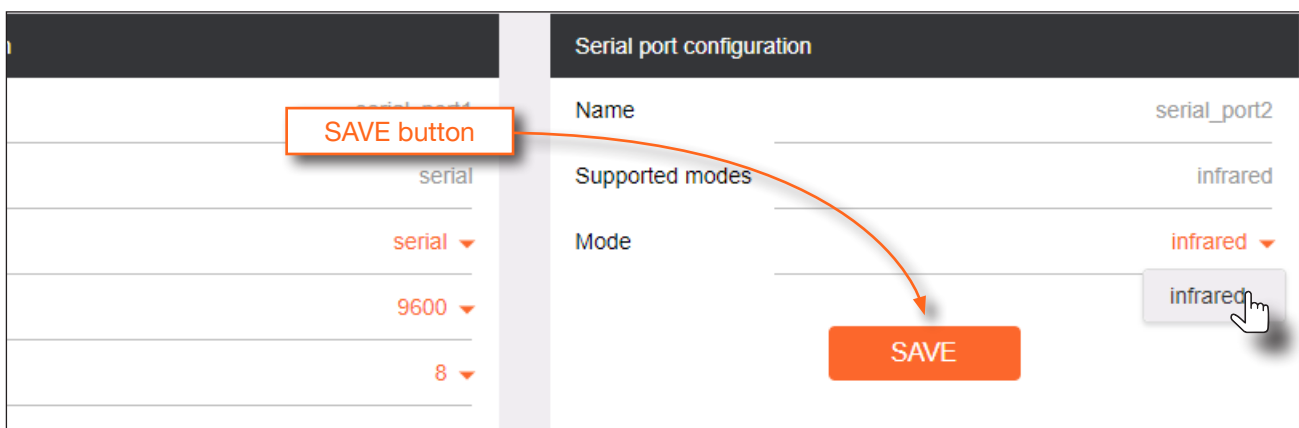 Serial port configuration
SAVE button
serial
serial
9600
8
Name serial_port2
Supported modes infrared
Mode infrared
infrared
SAVE